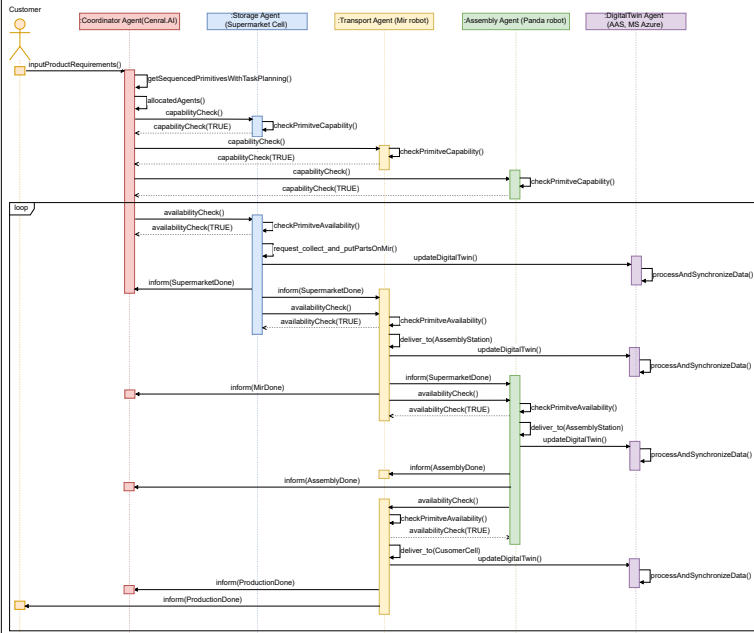 Customer
:Coordinator Agent(Cenral.AI)
:Storage Agent
(Supermarket Cell)
:Transport Agent (Mir robot)
:Assembly Agent (Panda robot)
:DigitalTwin Agent
(AAS, MS Azure)
inputProductRequirements()
getSequencedPrimitivesWithTaskPlanning()
allocatedAgents()
capabilityCheck()
checkPrimitveCapability()
capabilityCheck(TRUE)
capabilityCheck()
checkPrimitveCapability()
capabilityCheck(TRUE)
capabilityCheck()
checkPrimitveCapability()
capabilityCheck(TRUE)
loop
availabilityCheck()
checkPrimitveAvailability()
availabilityCheck(TRUE)
request_collect_and_putPartsOnMir()
updateDigitalTwin()
processAndSynchronizeData()
inform(SupermarketDone)
inform(SupermarketDone)
availabilityCheck()
checkPrimitveAvailability()
availabilityCheck(TRUE)
deliver_to(AssemblyStation)
updateDigitalTwin()
processAndSynchronizeData()
inform(SupermarketDone)
inform(MirDone)
availabilityCheck()
checkPrimitveAvailability()
availabilityCheck(TRUE)
deliver_to(AssemblyStation)
updateDigitalTwin()
processAndSynchronizeData()
inform(AssemblyDone)
inform(AssemblyDone)
availabilityCheck()
checkPrimitiveAvailability()
availabilityCheck(TRUE)
deliver_to(CusomerCell)
updateDigitalTwin()
processAndSynchronizeData()
inform(ProductionDone)
inform(ProductionDone)